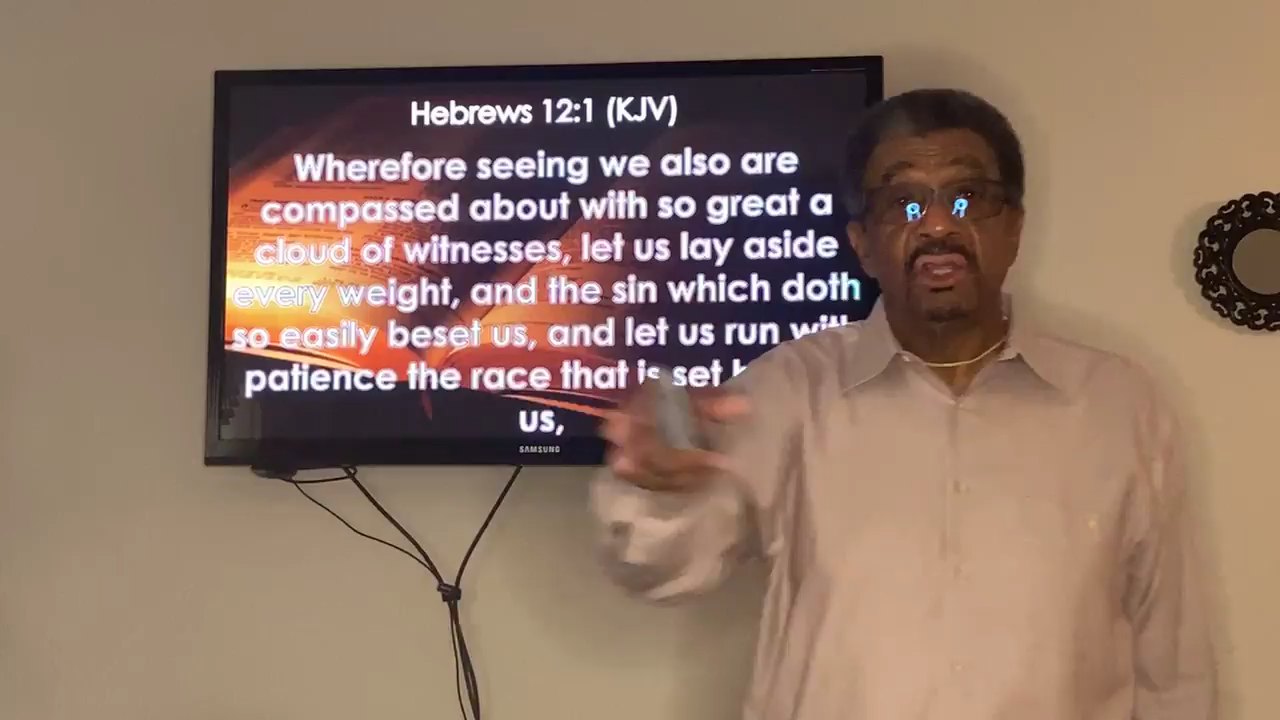 Hebrews 12:1 (KJV)
Wherefore seeing we also are
compassed about with so great a
cloud of witnesses, let us lay aside
every weight, and the sin which doth
so easily beset us, and let us run with
patience the race that is set
us,
SAMSUNG